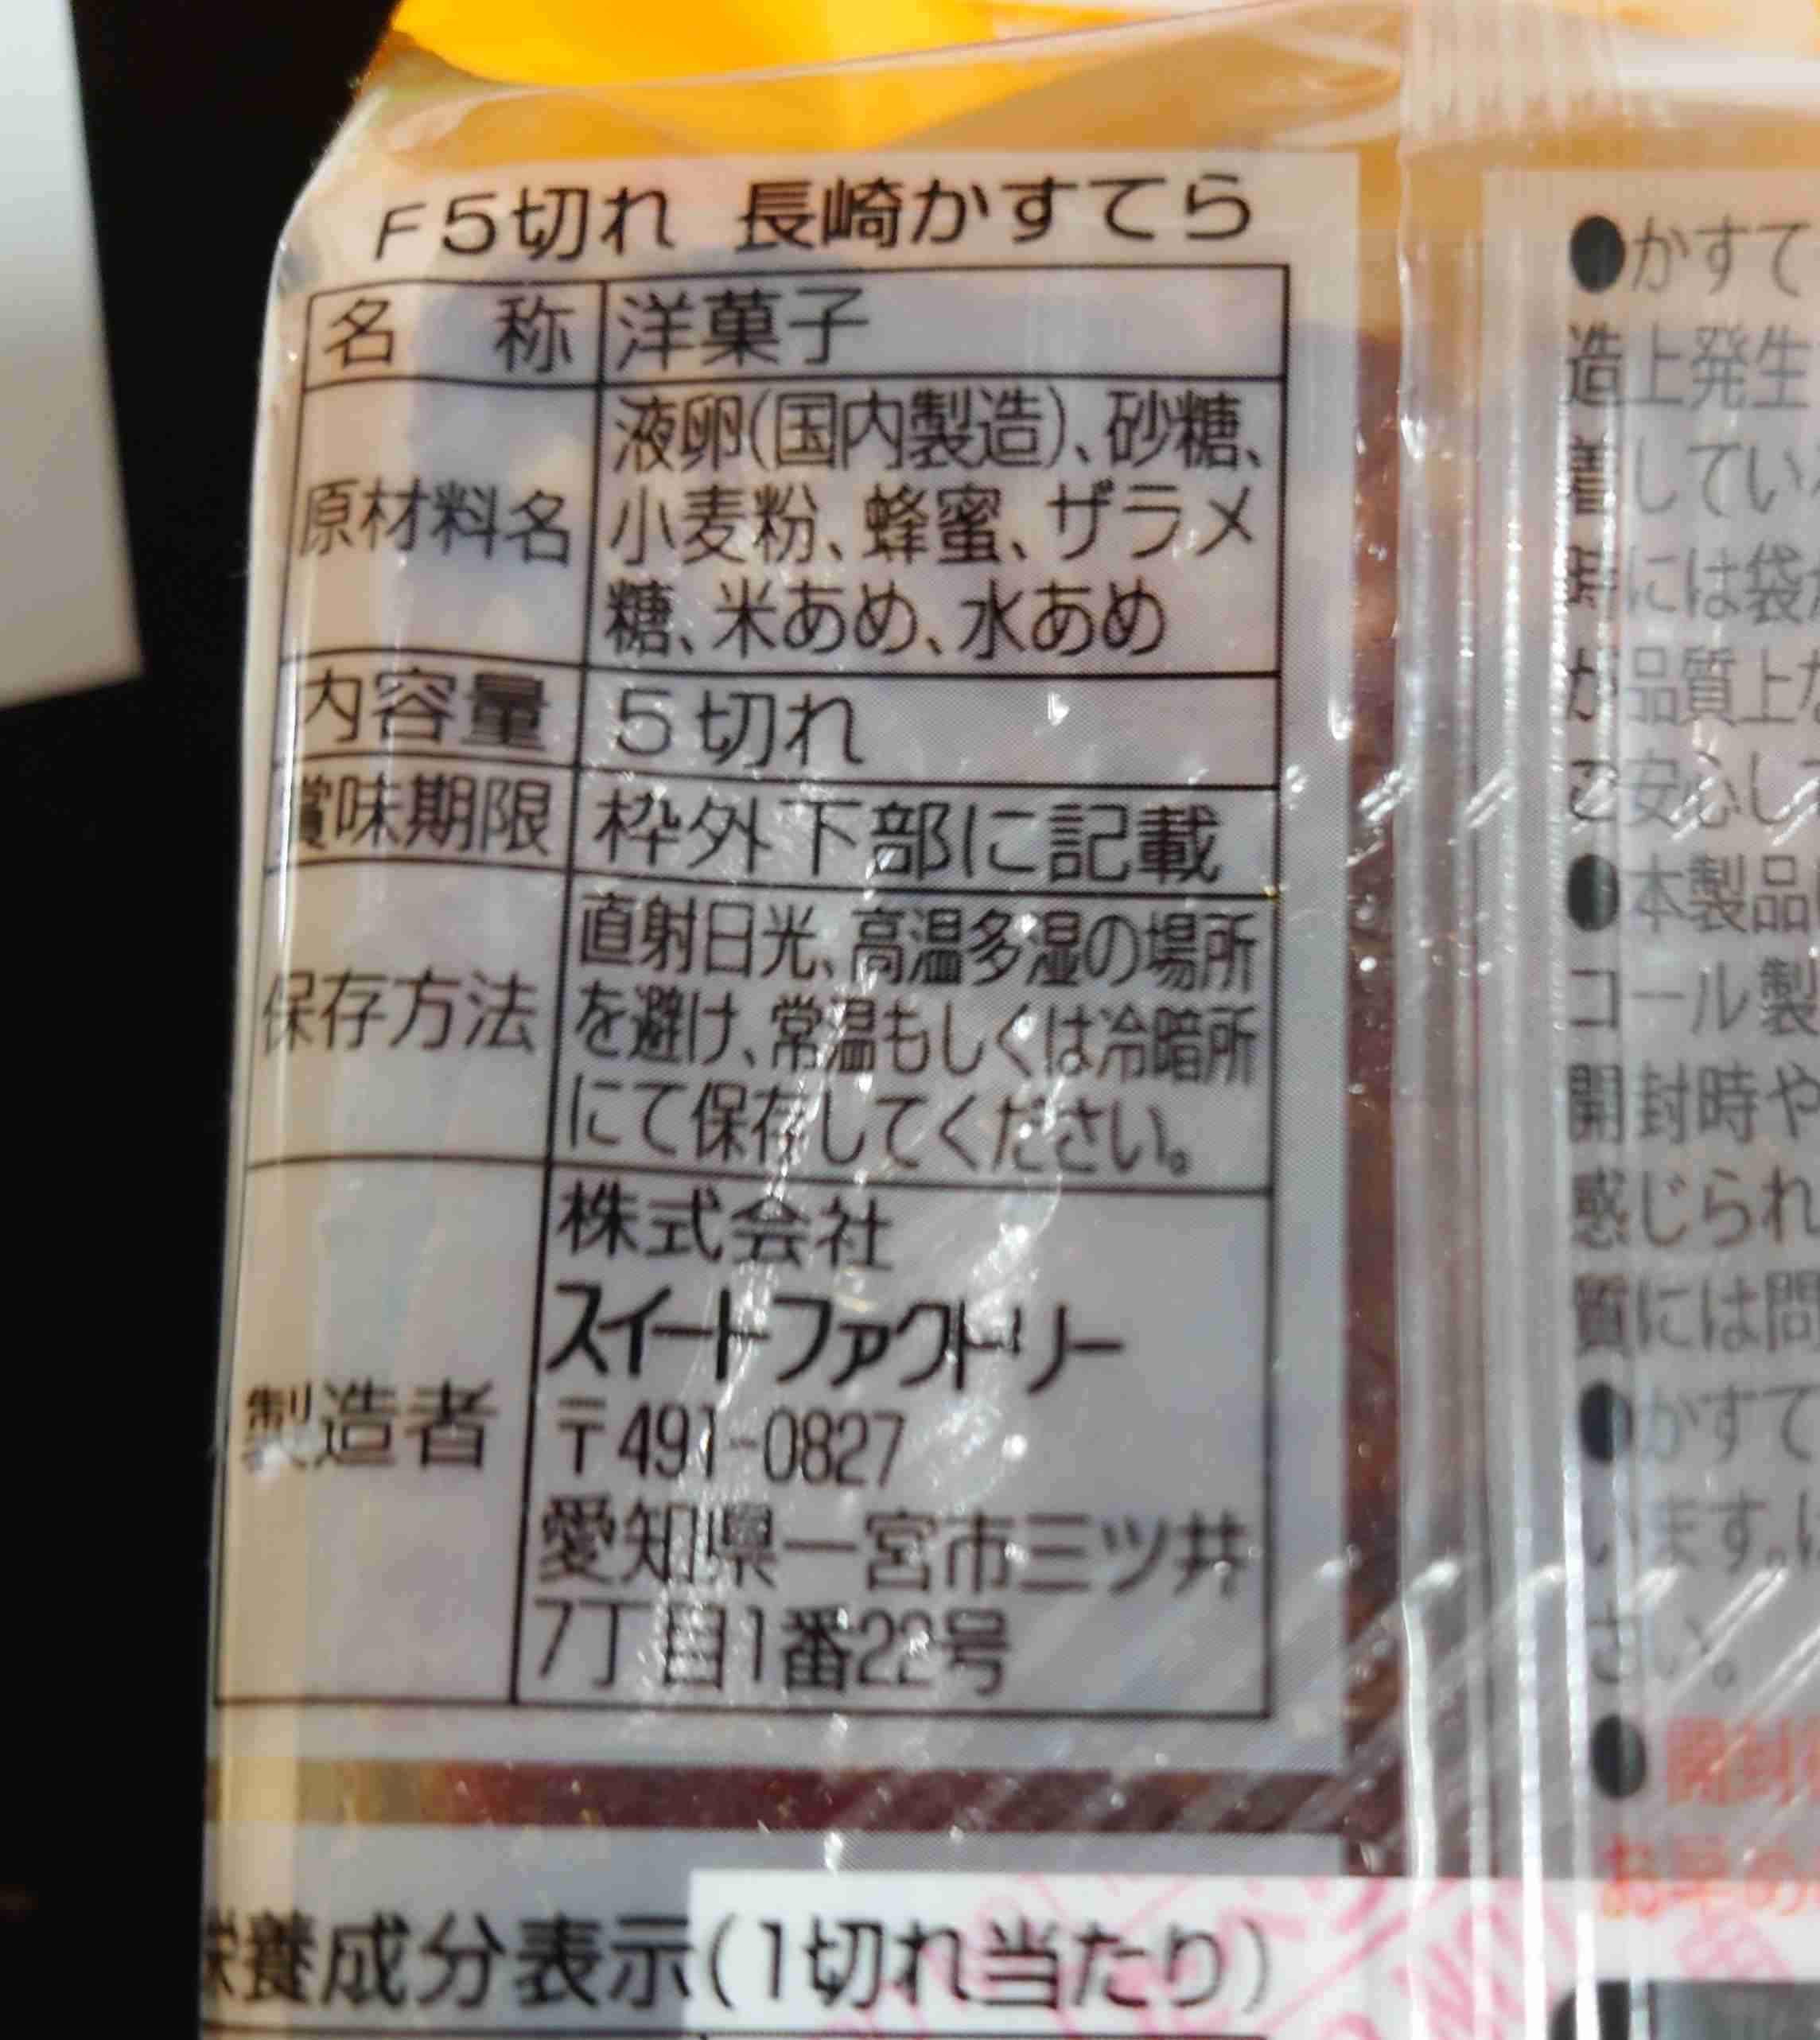 F5切れ 長崎かすてら
名 称 洋菓子
原材料名 液卵(国内製造)、砂糖、
小麦粉、蜂蜜、ザラメ
糖、米あめ、水あめ
内容量 5切れ
賞味期限 枠外下部に記載
保存方法 直射日光、高温多湿の場所
を避け、常温もしくは冷暗所
にて保存してください。
製造者 株式会社
スイートファクトリー
〒491-0827
愛知県一宮市三ツ井
7丁目1番22号
栄養成分表示(1切れ当たり)
●かすて
造上発生
着してい
時には袋
が品質上
ご安心して
●本製品
コール製
開封時や
感じられ
質には問
●かすて
います。
さい。
●開封
お早め